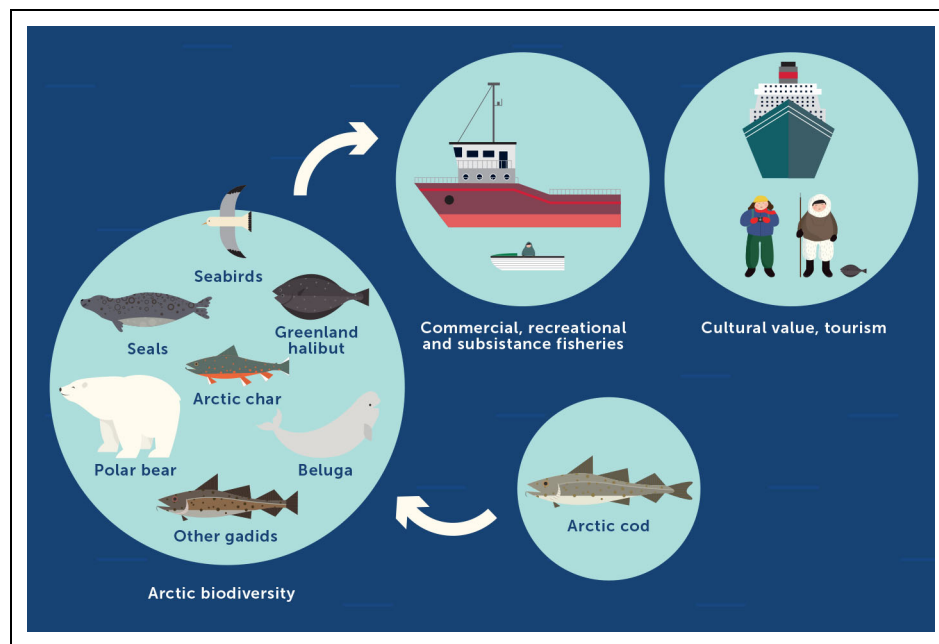 Seabirds
Seals
Greenland
halibut
Arctic char
Polar bear
Beluga
Other gadids
Arctic biodiversity
Commercial, recreational
and subsistance fisheries
Cultural value, tourism
Arctic cod